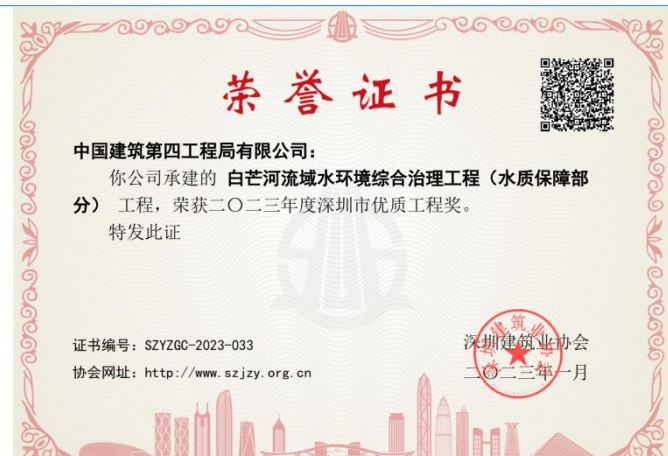 荣誉证书
中国建筑第四工程局有限公司：
你公司承建的 白芒河流域水环境综合治理工程（水质保障部
分） 工程，荣获二〇二三年度深圳市优质工程奖。
特发此证
证书编号：SZYZGC-2023-033
深圳建筑业协会
协会网址：http://www.szjzy.org.cn
二〇二三年一月